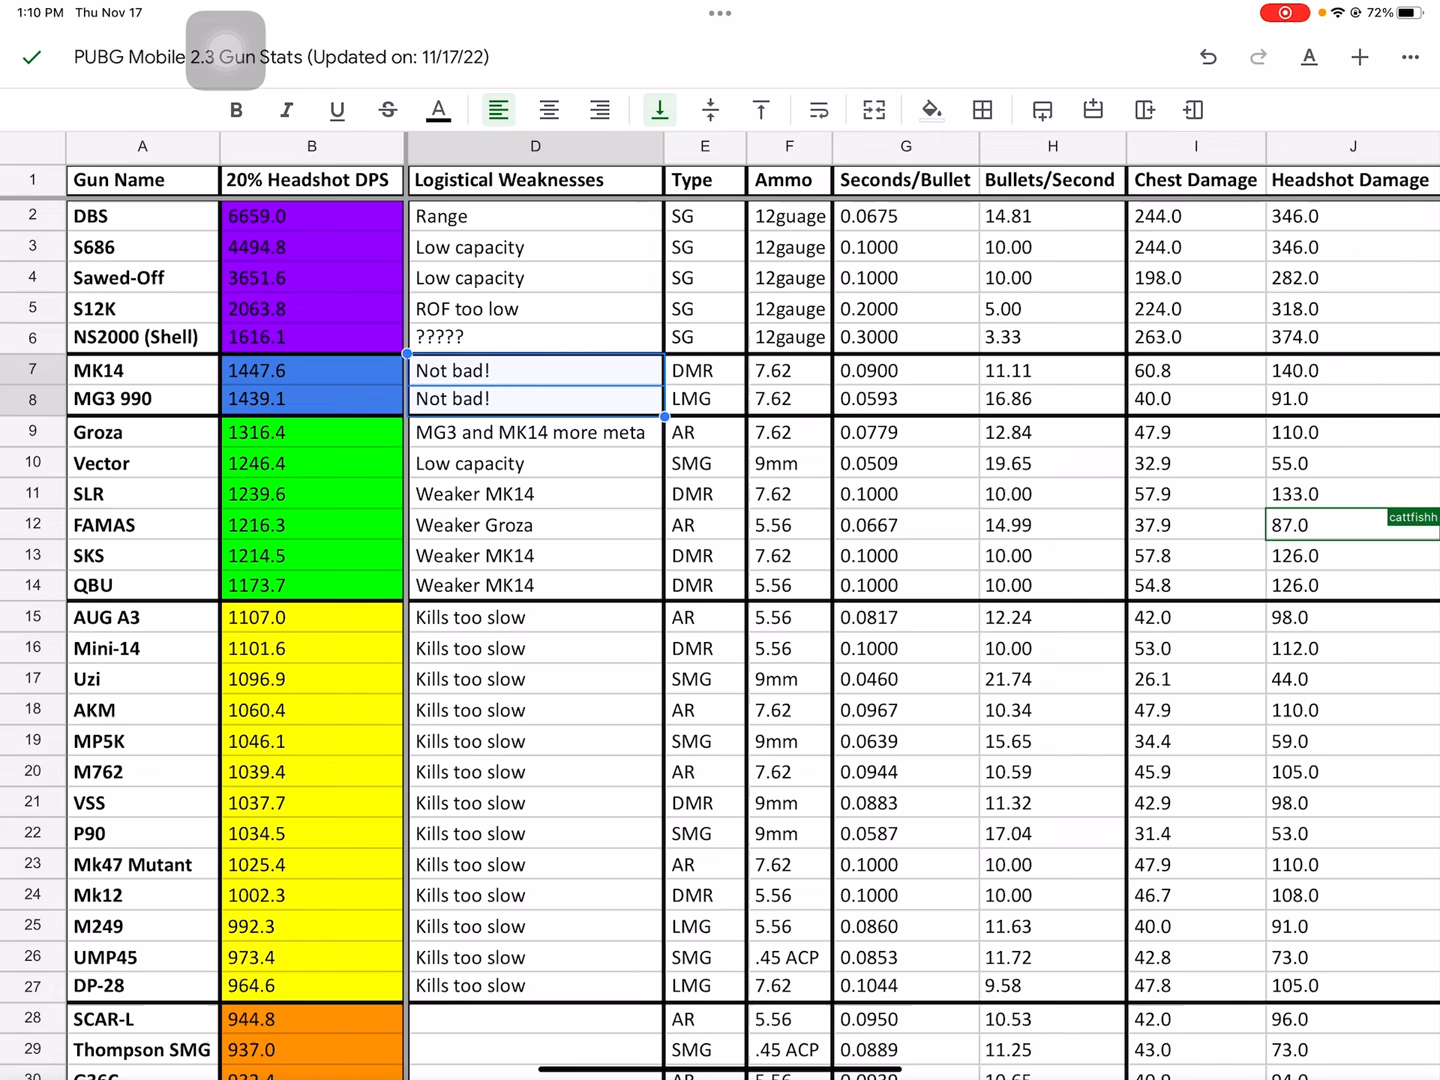 1:10 PM Thu Nov 17 72%
PUBG Mobile 2.3 Gun Stats (Updated on: 11/17/22)
B I U S A
A B D E F G H I J
1 Gun Name 20% Headshot DPS Logistical Weaknesses Type Ammo Seconds/Bullet Bullets/Second Chest Damage Headshot Damage
2 DBS 6659.0 Range SG 12guage 0.0675 14.81 244.0 346.0
3 S686 4494.8 Low capacity SG 12gauge 0.1000 10.00 244.0 346.0
4 Sawed-Off 3651.6 Low capacity SG 12gauge 0.1000 10.00 198.0 282.0
5 S12K 2063.8 ROF too low SG 12gauge 0.2000 5.00 224.0 318.0
6 NS2000 (Shell) 1616.1 ????? SG 12gauge 0.3000 3.33 263.0 374.0
7 MK14 1447.6 Not bad! DMR 7.62 0.0900 11.11 60.8 140.0
8 MG3 990 1439.1 Not bad! LMG 7.62 0.0593 16.86 40.0 91.0
9 Groza 1316.4 MG3 and MK14 more meta AR 7.62 0.0779 12.84 47.9 110.0
10 Vector 1246.4 Low capacity SMG 9mm 0.0509 19.65 32.9 55.0
11 SLR 1239.6 Weaker MK14 DMR 7.62 0.1000 10.00 57.9 133.0
12 FAMAS 1216.3 Weaker Groza AR 5.56 0.0667 14.99 37.9 87.0 cattfishh
13 SKS 1214.5 Weaker MK14 DMR 7.62 0.1000 10.00 57.8 126.0
14 QBU 1173.7 Weaker MK14 DMR 5.56 0.1000 10.00 54.8 126.0
15 AUG A3 1107.0 Kills too slow AR 5.56 0.0817 12.24 42.0 98.0
16 Mini-14 1101.6 Kills too slow DMR 5.56 0.1000 10.00 53.0 112.0
17 Uzi 1096.9 Kills too slow SMG 9mm 0.0460 21.74 26.1 44.0
18 AKM 1060.4 Kills too slow AR 7.62 0.0967 10.34 47.9 110.0
19 MP5K 1046.1 Kills too slow SMG 9mm 0.0639 15.65 34.4 59.0
20 M762 1039.4 Kills too slow AR 7.62 0.0944 10.59 45.9 105.0
21 VSS 1037.7 Kills too slow DMR 9mm 0.0883 11.32 42.9 98.0
22 P90 1034.5 Kills too slow SMG 9mm 0.0587 17.04 31.4 53.0
23 Mk47 Mutant 1025.4 Kills too slow AR 7.62 0.1000 10.00 47.9 110.0
24 Mk12 1002.3 Kills too slow DMR 5.56 0.1000 10.00 46.7 108.0
25 M249 992.3 Kills too slow LMG 5.56 0.0860 11.63 40.0 91.0
26 UMP45 973.4 Kills too slow SMG .45 ACP 0.0853 11.72 42.8 73.0
27 DP-28 964.6 Kills too slow LMG 7.62 0.1044 9.58 47.8 105.0
28 SCAR-L 944.8 AR 5.56 0.0950 10.53 42.0 96.0
29 Thompson SMG 937.0 SMG .45 ACP 0.0889 11.25 43.0 73.0